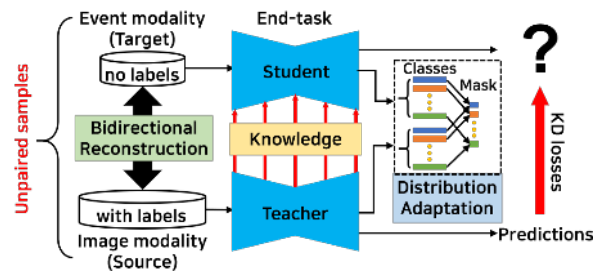 Event modality
(Target)
no labels
Unpaired samples
Bidirectional
Reconstruction
with labels
Image modality
(Source)
End-task
Student
Knowledge
Teacher
Classes
Mask
Distribution
Adaptation
?
KD losses
Predictions